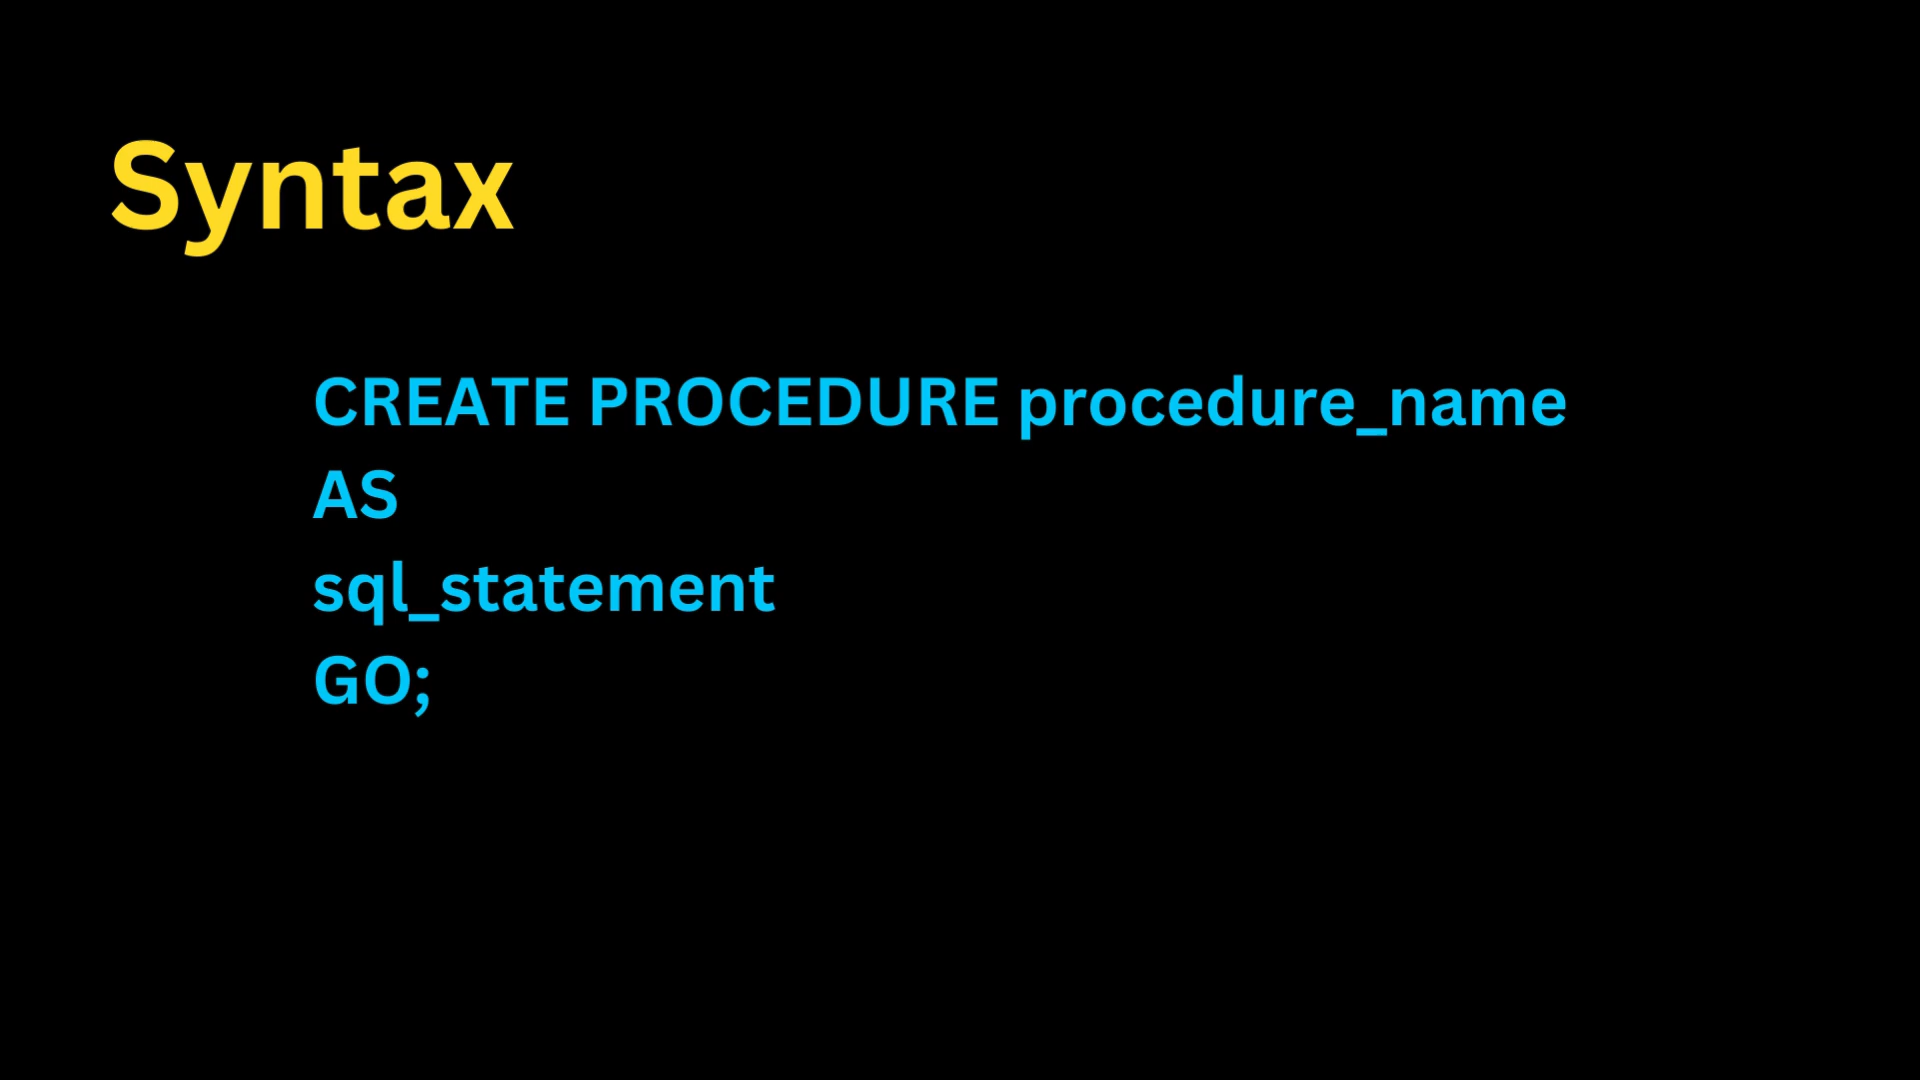 Syntax
CREATE PROCEDURE procedure_name
AS
sql_statement
GO;